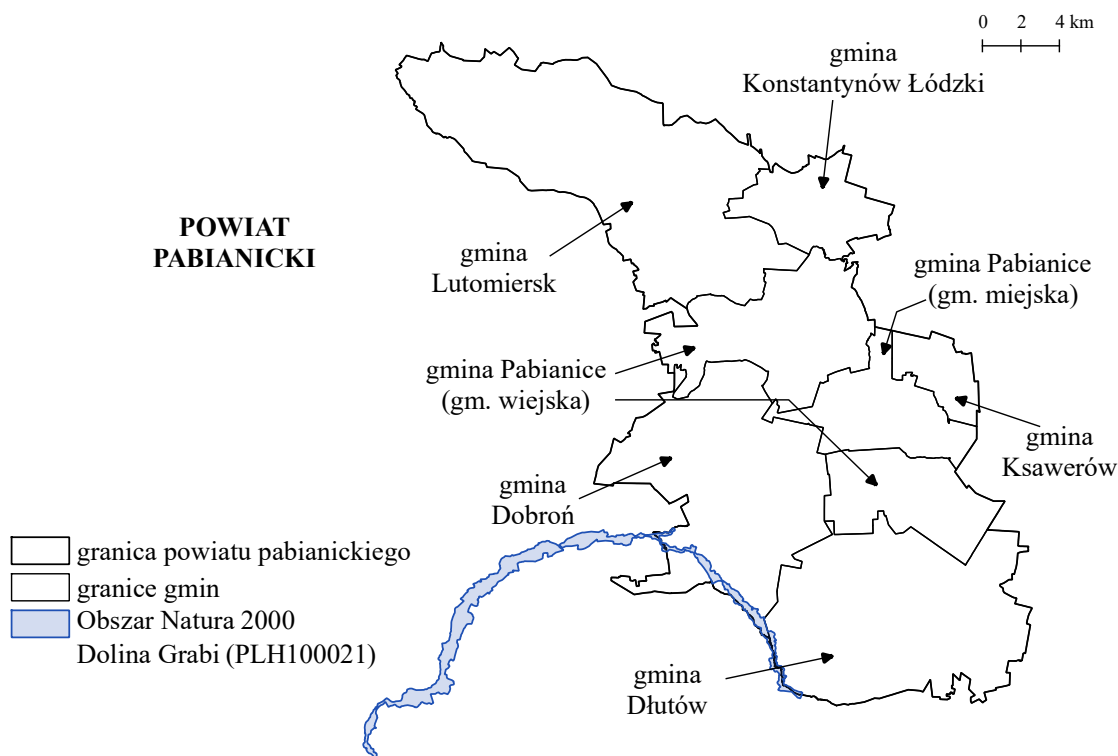 0 2 4 km
gmina
Konstantynów Łódzki
POWIAT
PABIANICKI
gmina
Lutomiersk
gmina Pabianice
(gm. miejska)
gmina Pabianice
(gm. wiejska)
gmina
Ksawerów
gmina
Dobroń
granica powiatu pabianickiego
granice gmin
Obszar Natura 2000
Dolina Grabi (PLH100021)
gmina
Dłutów